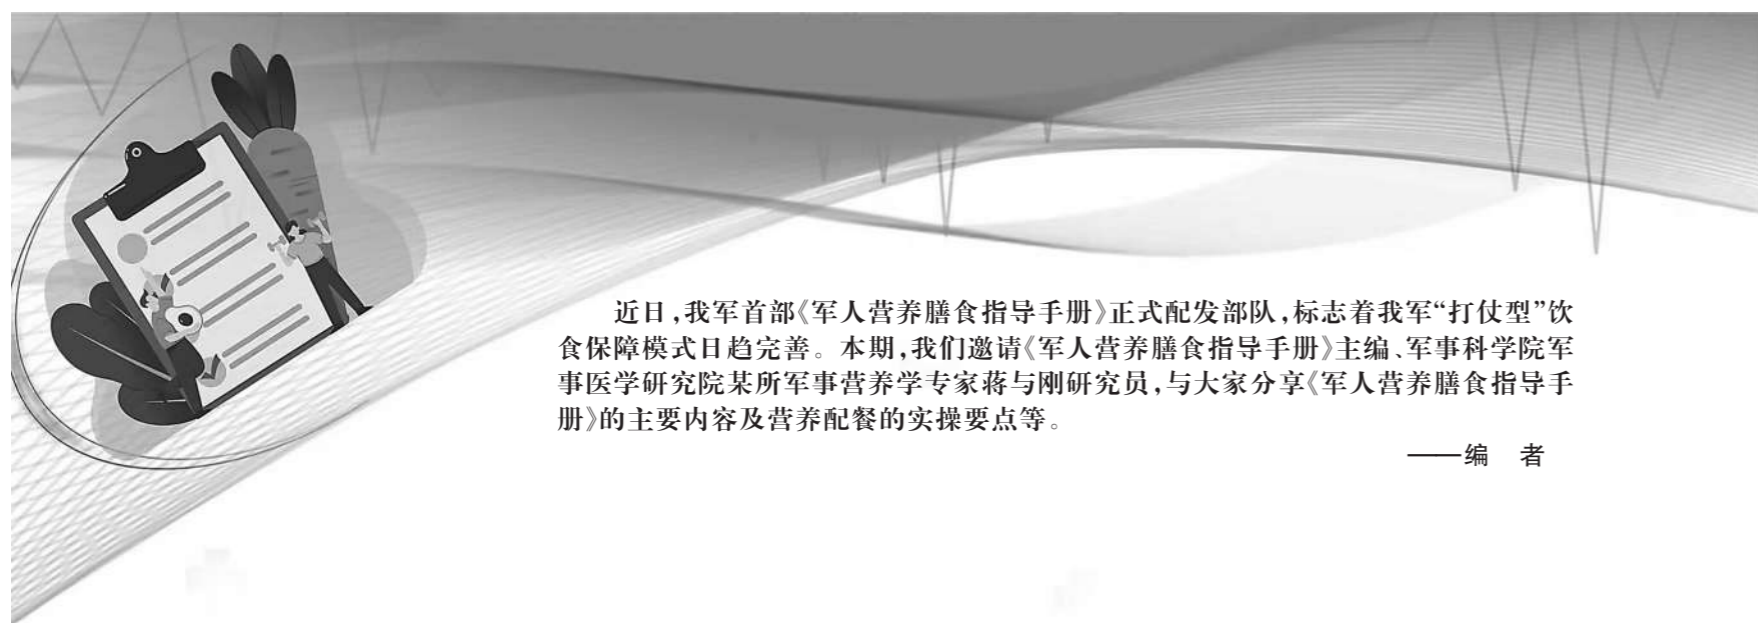 近日，我军首部《军人营养膳食指导手册》正式配发部队，标志着我军“打仗型”饮
食保障模式日趋完善。本期，我们邀请《军人营养膳食指导手册》主编、军事科学院军
事医学研究院某所军事营养学专家蒋与刚研究员，与大家分享《军人营养膳食指导手
册》的主要内容及营养配餐的实操要点等。
——编　者